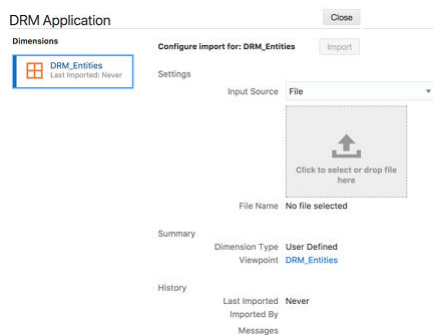 DRM Application
Close
Dimensions
DRM_Entities
Last Imported: Never
Configure import for: DRM_Entities
Import
Settings
Input Source File
Click to select or drop file
here
File Name No file selected
Summary
Dimension Type User Defined
Viewpoint DRM_Entities
History
Last Imported Never
Imported By
Messages